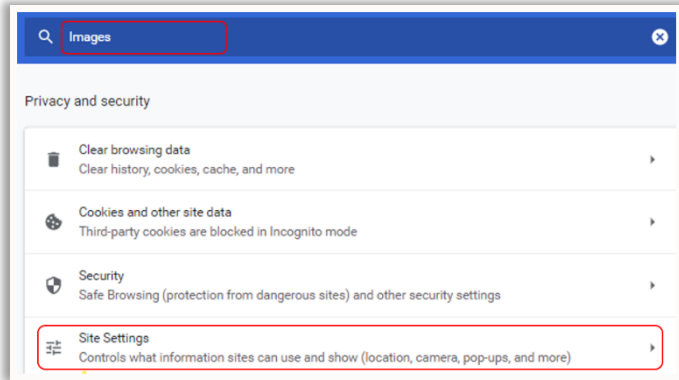 Images
Privacy and security
Clear browsing data
Clear history, cookies, cache, and more
Cookies and other site data
Third-party cookies are blocked in Incognito mode
Security
Safe Browsing (protection from dangerous sites) and other security settings
Site Settings
Controls what information sites can use and show (location, camera, pop-ups, and more)